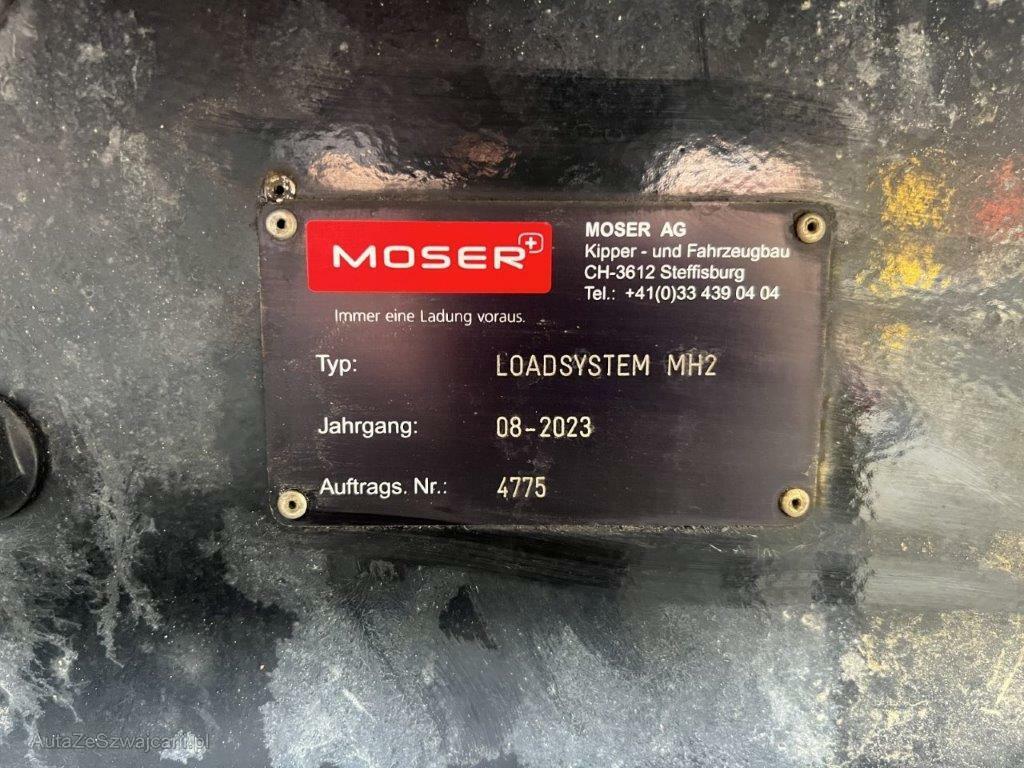 MOSER
MOSER AG
Kipper - und Fahrzeugbau
CH-3612 Steffisburg
Tel.: +41(0)33 439 04 04
Immer eine Ladung voraus.
Typ: LOADSYSTEM MH2
Jahrgang: 08-2023
Auftrags. Nr.: 4775
AutaZeSzwajcarii.pl